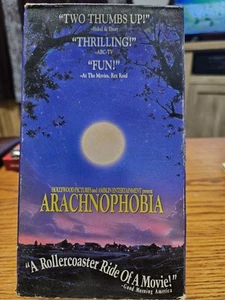 "TWO THUMBS UP!"
-Siskel & Ebert
"THRILLING!"
-ABC-TV
"FUN!"
-At The Movies, Rex Reed
HOLLYWOOD PICTURES and AMBLIN ENTERTAINMENT present
ARACHNOPHOBIA
"A Rollercoaster Ride Of A Movie!"
-Good Morning America